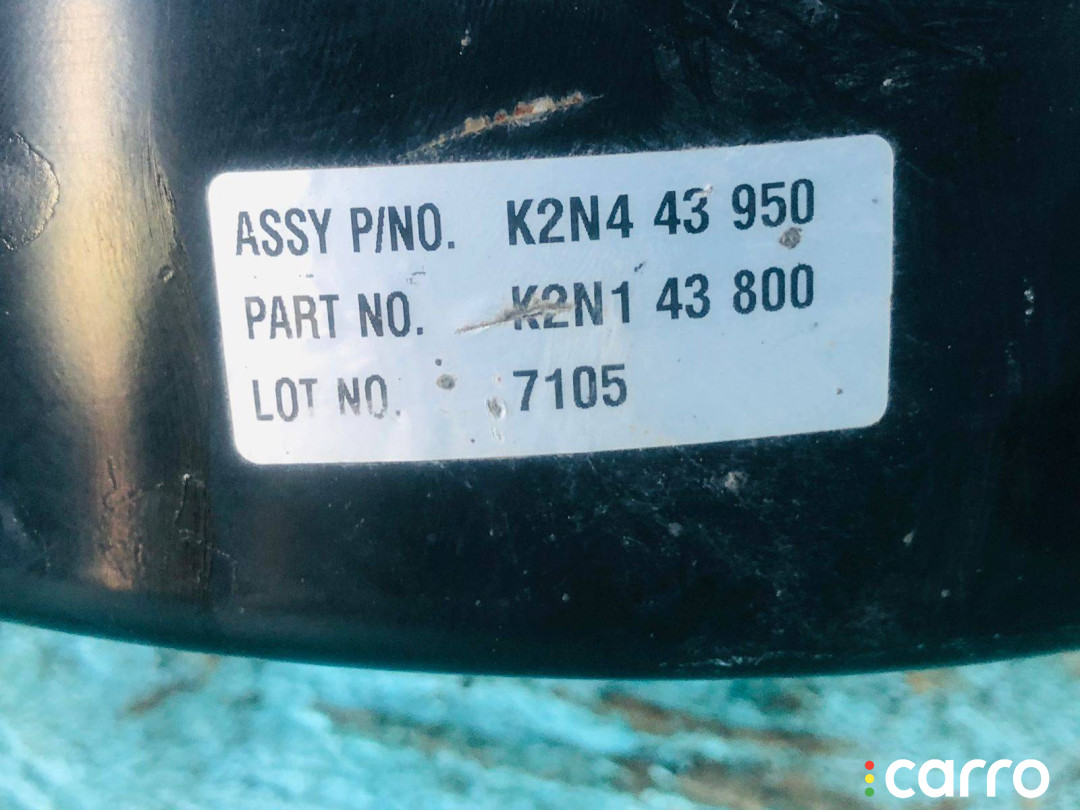 ASSY P/NO. K2N4 43 950
PART NO. K2N1 43 800
LOT NO. 7105
carro